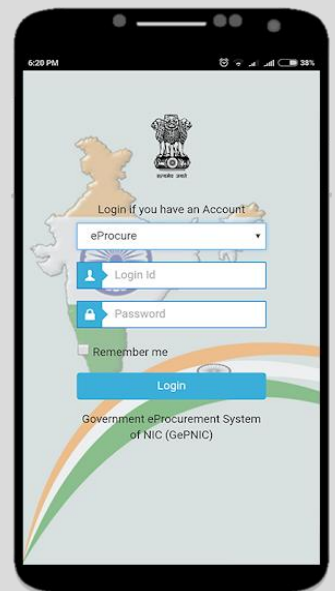 6:20 PM
38%
सत्यमेव जयते
Login if you have an Account
eProcure
Login Id
Password
Remember me
Login
Government eProcurement System
of NIC (GePNIC)